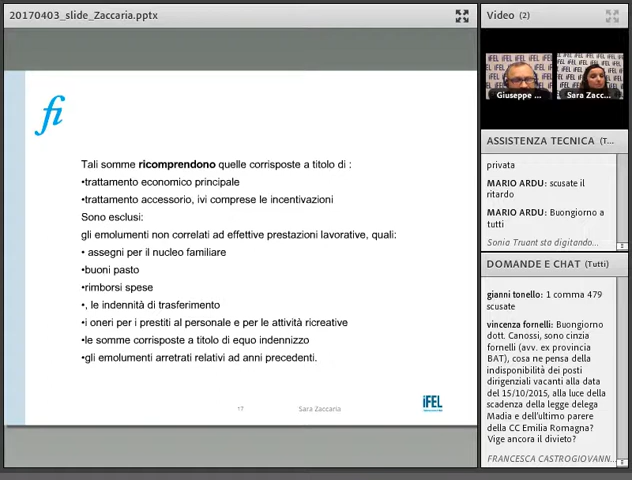 20170403_slide_Zaccaria.pptx
fi
Tali somme ricomprendono quelle corrisposte a titolo di :
•trattamento economico principale
•trattamento accessorio, ivi comprese le incentivazioni
Sono esclusi:
gli emolumenti non correlati ad effettive prestazioni lavorative, quali:
• assegni per il nucleo familiare
•buoni pasto
•rimborsi spese
•, le indennità di trasferimento
•i oneri per i prestiti al personale e per le attività ricreative
•le somme corrisposte a titolo di equo indennizzo
•gli emolumenti arretrati relativi ad anni precedenti.
17
Sara Zaccaria
iFEL
Video (2)
Giuseppe ...
Sara Zacc...
ASSISTENZA TECNICA (T...
privata
MARIO ARDU: scusate il
ritardo
MARIO ARDU: Buongiorno a
tutti
Sonia Truant sta digitando...
DOMANDE E CHAT (Tutti)
gianni tonello: 1 comma 479
scusate
vincenza fornelli: Buongiorno
dott. Canossi, sono cinzia
fornelli (avv. ex provincia
BAT), cosa ne pensa della
indisponibilità dei posti
dirigenziali vacanti alla data
del 15/10/2015, alla luce della
scadenza della legge delega
Madia e dell'ultimo parere
della CC Emilia Romagna?
Vige ancora il divieto?
FRANCESCA CASTROGIOVANN...